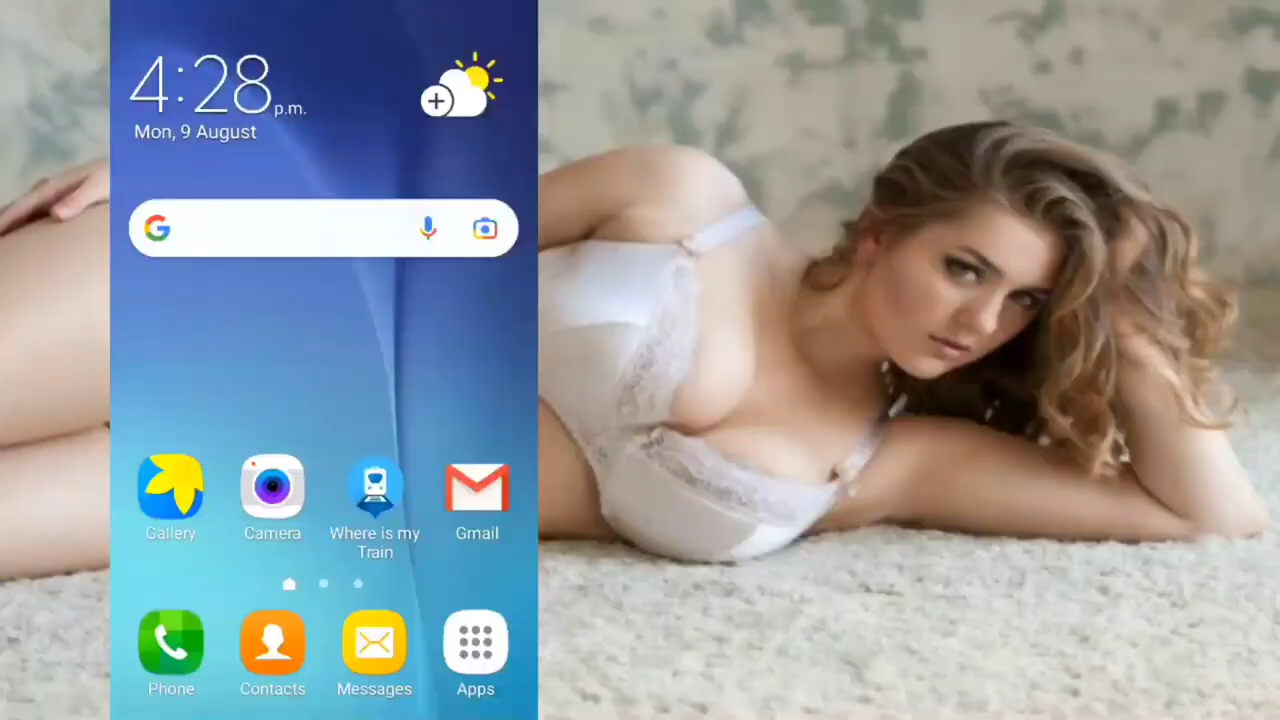 4:28 p.m.
Mon, 9 August
G
Gallery
Camera
Where is my
Train
Gmail
Phone
Contacts
Messages
Apps